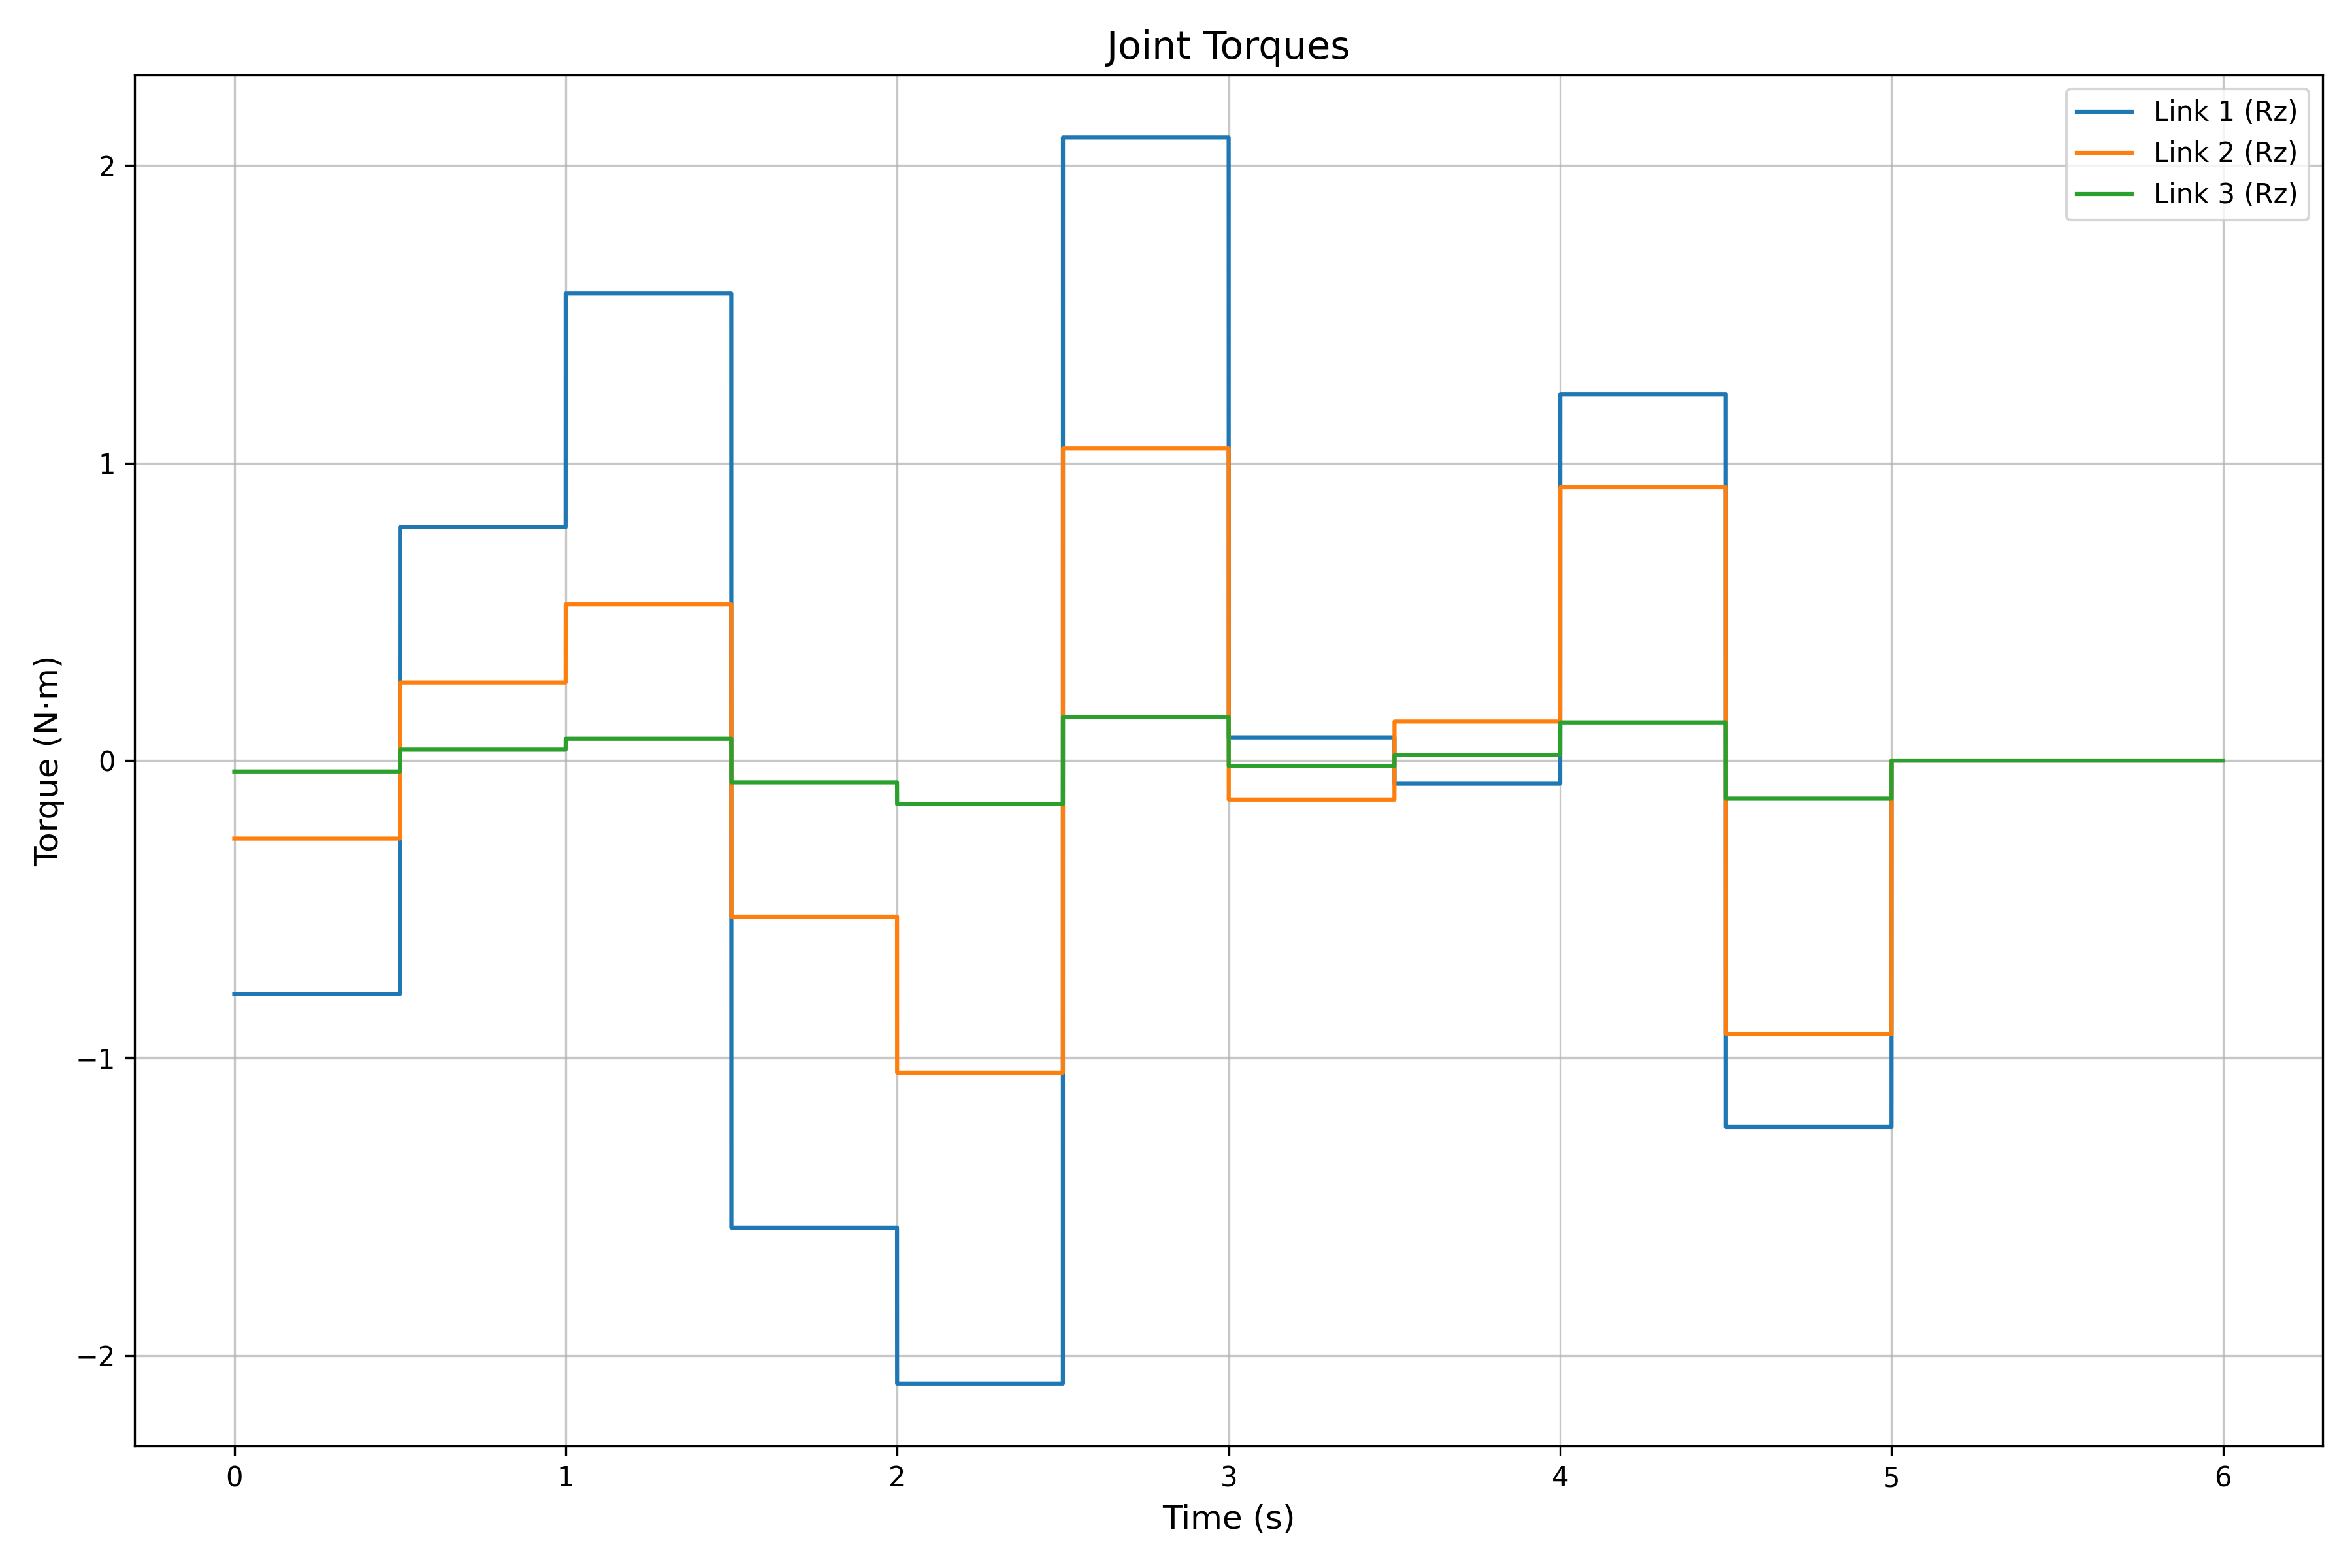 Joint Torques
Link 1 (Rz)
Link 2 (Rz)
Link 3 (Rz)
Torque (N·m)
2
1
0
−1
−2
0 1 2 3 4 5 6
Time (s)